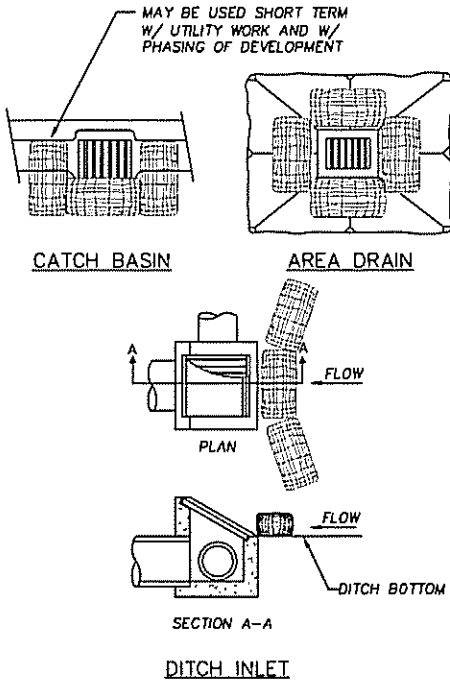 MAY BE USED SHORT TERM
W/ UTILITY WORK AND W/
PHASING OF DEVELOPMENT
CATCH BASIN
AREA DRAIN
A
A
FLOW
PLAN
FLOW
DITCH BOTTOM
SECTION A-A
DITCH INLET